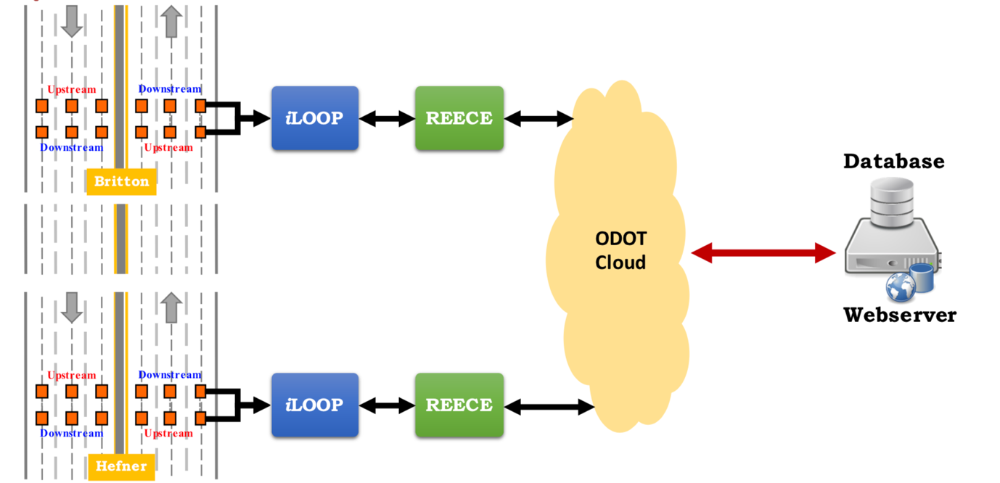 Upstream
Downstream
iLOOP
REECE
Downstream
Upstream
Britton
Database
ODOT
Cloud
Webserver
Upstream
Downstream
iLOOP
REECE
Downstream
Upstream
Hefner